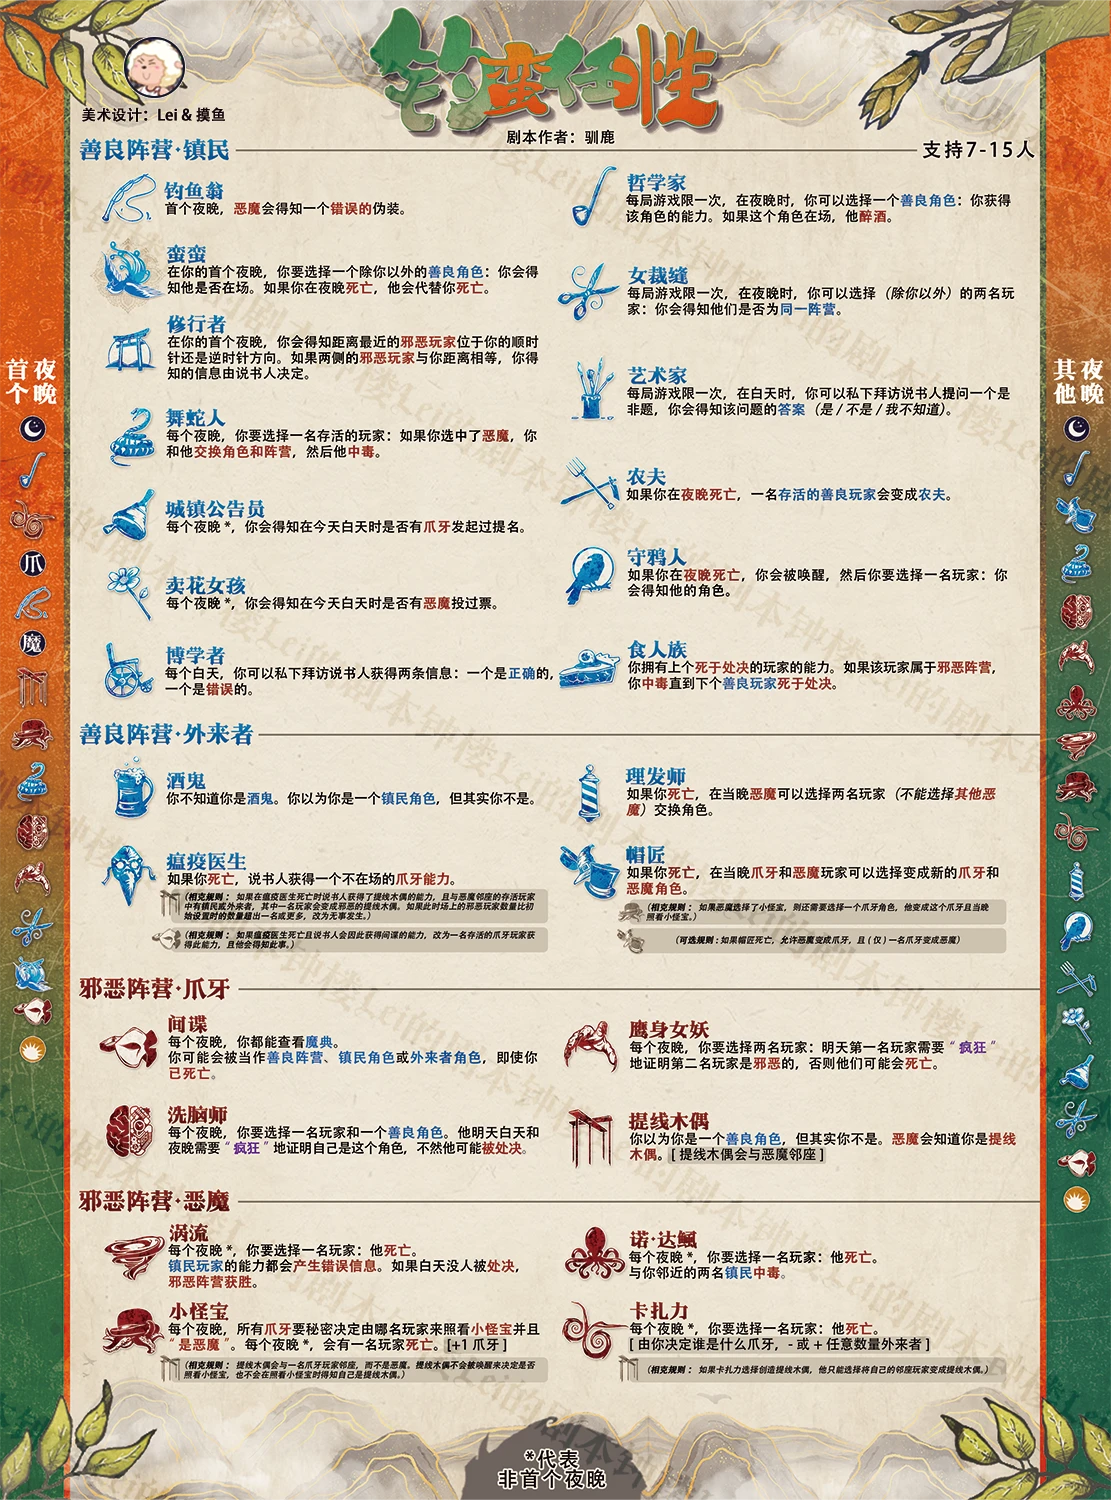 钓蛮任性
美术设计：Lei & 摸鱼
剧本作者：驯鹿
善良阵营·镇民
支持7-15人
钓鱼翁
首个夜晚，恶魔会得知一个错误的伪装。
蛮蛮
在你的首个夜晚，你要选择一个除你以外的善良角色：你会得
知他是否在场。如果你在夜晚死亡，他会代替你死亡。
修行者
在你的首个夜晚，你会得知距离最近的邪恶玩家位于你的顺时
针还是逆时针方向。如果两侧的邪恶玩家与你距离相等，你得
知的信息由说书人决定。
舞蛇人
每个夜晚，你要选择一名存活的玩家：如果你选中了恶魔，你
和他交换角色和阵营，然后他中毒。
城镇公告员
每个夜晚*，你会得知在今天白天时是否有爪牙发起过提名。
卖花女孩
每个夜晚*，你会得知在今天白天时是否有恶魔投过票。
博学者
每个白天，你可以私下拜访说书人获得两条信息：一个是正确的，
一个是错误的。
哲学家
每局游戏限一次，在夜晚时，你可以选择一个善良角色：你获得
该角色的能力。如果这个角色在场，他醉酒。
女裁缝
每局游戏限一次，在夜晚时，你可以选择（除你以外）的两名玩
家：你会得知他们是否为同一阵营。
艺术家
每局游戏限一次，在白天时，你可以私下拜访说书人提问一个是
非题，你会得知该问题的答案（是 / 不是 / 我不知道）。
农夫
如果你在夜晚死亡，一名存活的善良玩家会变成农夫。
守鸦人
如果你在夜晚死亡，你会被唤醒，然后你要选择一名玩家：你
会得知他的角色。
食人族
你拥有上个死于处决的玩家的能力。如果该玩家属于邪恶阵营，
你中毒直到下个善良玩家死于处决。
首个
夜晚
爪
魔
其他
夜晚
善良阵营·外来者
酒鬼
你不知道你是酒鬼。你以为你是一个镇民角色，但其实你不是。
瘟疫医生
如果你死亡，说书人获得一个不在场的爪牙能力。
（相克规则：如果在瘟疫医生死亡时说书人获得了提线木偶的能力，且与恶魔邻座的存活玩家
中有镇民或外来者，其中一名玩家会变成邪恶的提线木偶。如果此时场上的邪恶玩家数量比初
始设置时的数量超出一名或更多，改为无事发生。）
（相克规则：如果瘟疫医生死亡且说书人会因此获得间谍的能力，改为一名存活的爪牙玩家获
得此能力，且他会得知此事。）
理发师
如果你死亡，在当晚恶魔可以选择两名玩家（不能选择其他恶
魔）交换角色。
帽匠
如果你死亡，在当晚爪牙和恶魔玩家可以选择变成新的爪牙和
恶魔角色。
（相克规则：如果恶魔选择了小怪宝，则还需要选择一个爪牙角色，他变成这个爪牙且当晚
照看小怪宝。）
（可选规则：如果帽匠死亡，允许恶魔变成爪牙，且（仅）一名爪牙变成恶魔）
邪恶阵营·爪牙
间谍
每个夜晚，你都能查看魔典。
你可能会被当作善良阵营、镇民角色或外来者角色，即使你
已死亡。
洗脑师
每个夜晚，你要选择一名玩家和一个善良角色。他明天白天和
夜晚需要“疯狂”地证明自己是这个角色，不然他可能被处决。
鹰身女妖
每个夜晚，你要选择两名玩家：明天第一名玩家需要“疯狂”
地证明第二名玩家是邪恶的，否则他们可能会死亡。
提线木偶
你以为你是一个善良角色，但其实你不是。恶魔会知道你是提线
木偶。[ 提线木偶会与恶魔邻座 ]
邪恶阵营·恶魔
涡流
每个夜晚*，你要选择一名玩家：他死亡。
镇民玩家的能力都会产生错误信息。如果白天没人被处决，
邪恶阵营获胜。
小怪宝
每个夜晚，所有爪牙要秘密决定由哪名玩家来照看小怪宝并且
“是恶魔”。每个夜晚*，会有一名玩家死亡。[+1 爪牙 ]
（相克规则：提线木偶会与一名爪牙玩家邻座，而不是恶魔。提线木偶不会被唤醒来决定是否
照看小怪宝，也不会在照看小怪宝时得知自己是提线木偶。）
诺·达鲺
每个夜晚*，你要选择一名玩家：他死亡。
与你邻近的两名镇民中毒。
卡扎力
每个夜晚*，你要选择一名玩家：他死亡。
[ 由你决定谁是什么爪牙，- 或 + 任意数量外来者 ]
（相克规则：如果卡扎力选择创造提线木偶，他只能选择将自己的邻座玩家变成提线木偶。）
*代表
非首个夜晚